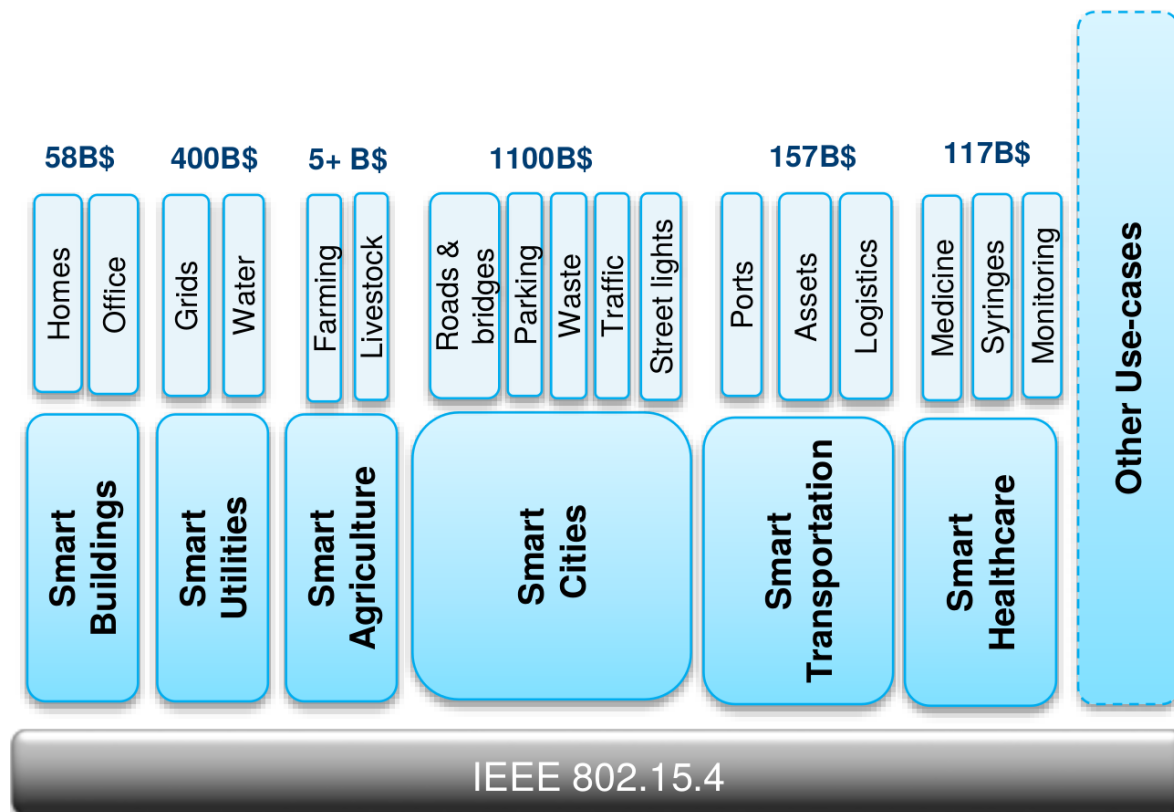 58B$
400B$
5+ B$
1100B$
157B$
117B$
Homes
Office
Grids
Water
Farming
Livestock
Roads &
bridges
Parking
Waste
Traffic
Street lights
Ports
Assets
Logistics
Medicine
Syringes
Monitoring
Smart
Buildings
Smart
Utilities
Smart
Agriculture
Smart
Cities
Smart
Transportation
Smart
Healthcare
Other Use-cases
IEEE 802.15.4